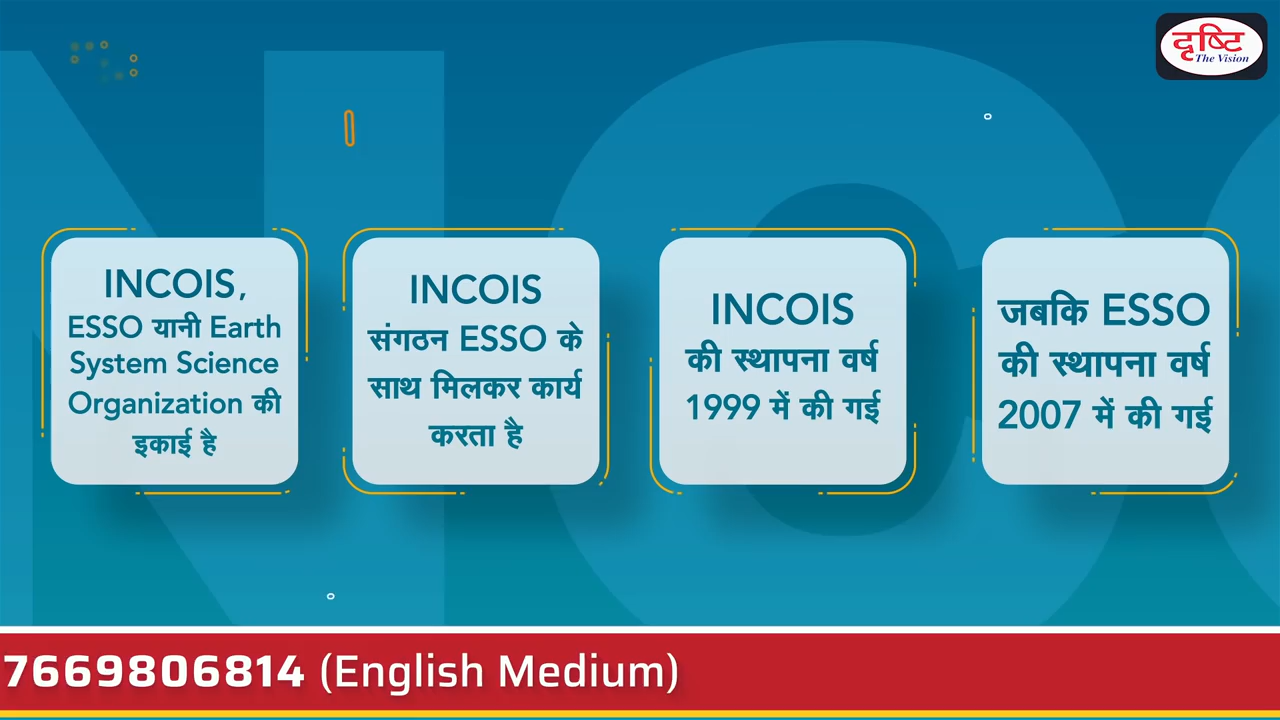 दृष्टि
The Vision
INCOIS,
ESSO यानी Earth
System Science
Organization की
इकाई है
INCOIS
संगठन ESSO के
साथ मिलकर कार्य
करता है
INCOIS
की स्थापना वर्ष
1999 में की गई
जबकि ESSO
की स्थापना वर्ष
2007 में की गई
7669806814 (English Medium)